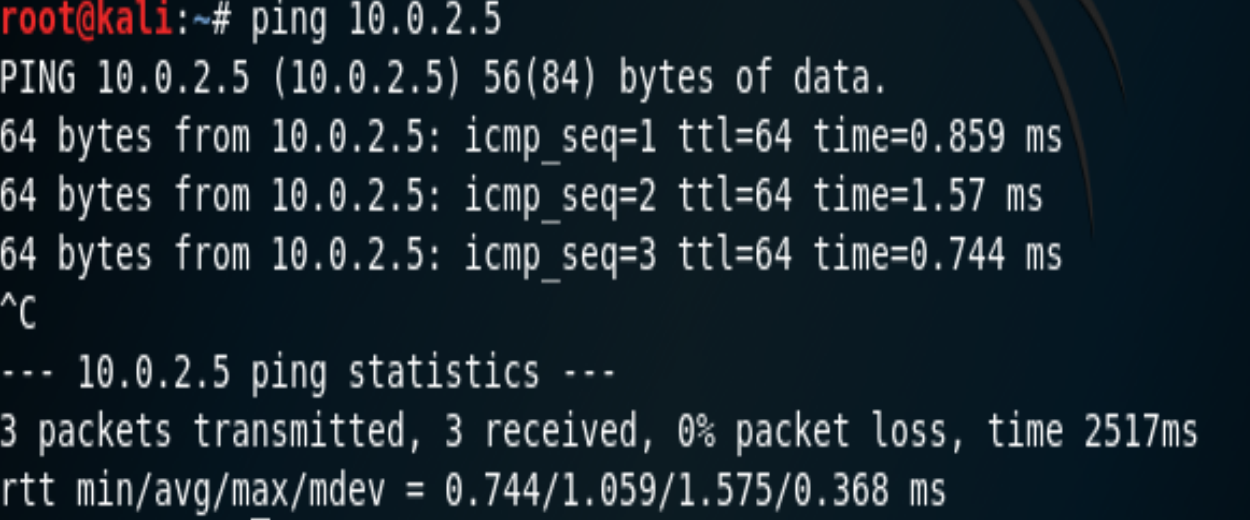 root@kali:~# ping 10.0.2.5
PING 10.0.2.5 (10.0.2.5) 56(84) bytes of data.
64 bytes from 10.0.2.5: icmp_seq=1 ttl=64 time=0.859 ms
64 bytes from 10.0.2.5: icmp_seq=2 ttl=64 time=1.57 ms
64 bytes from 10.0.2.5: icmp_seq=3 ttl=64 time=0.744 ms
^C
--- 10.0.2.5 ping statistics ---
3 packets transmitted, 3 received, 0% packet loss, time 2517ms
rtt min/avg/max/mdev = 0.744/1.059/1.575/0.368 ms